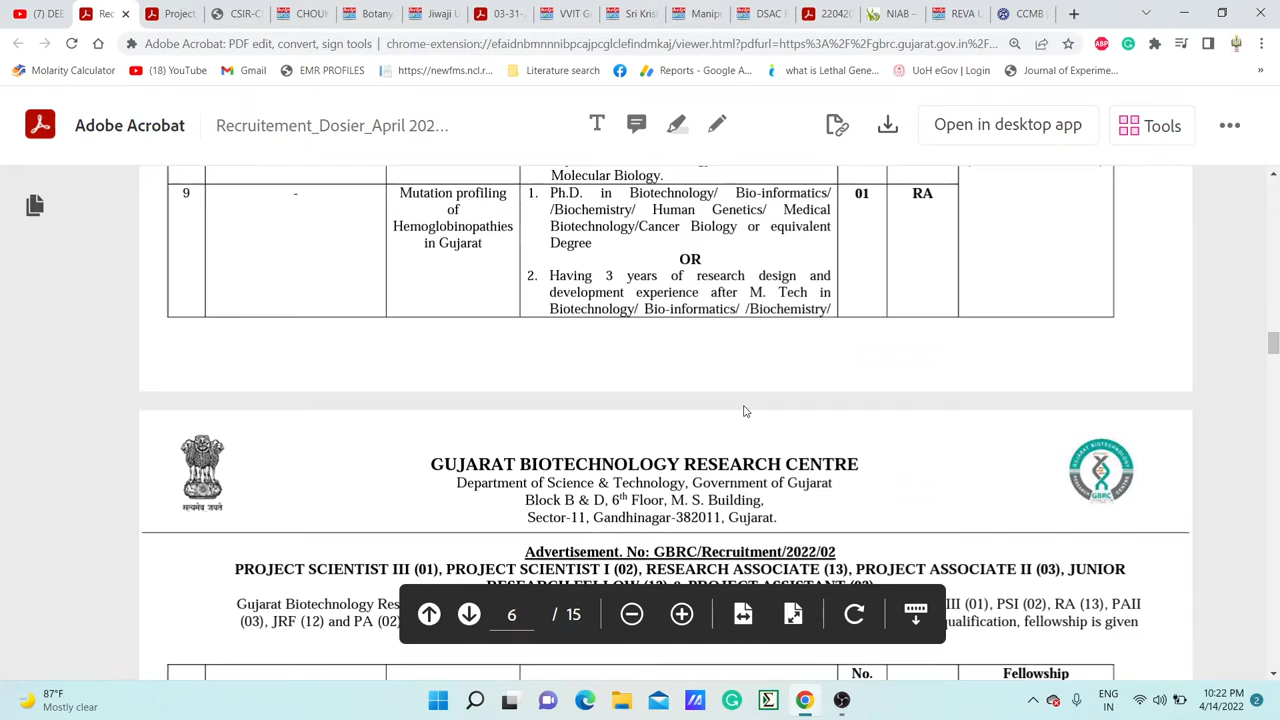 (7) DEE
Rec
Project
CSIR-C
CHOUI
Botany
Jiwaji
03-31-
VVIT G
Sri Kris
Manip
DSAC
22042
NIAB –
REVA U
CCMB
Adobe Acrobat: PDF edit, convert, sign tools | chrome-extension://efaidnbmnnnibpcajpcglclefindmkaj/viewer.html?pdfurl=https%3A%2F%2Fgbrc.gujarat.gov.in%2F...
Molarity Calculator
(18) YouTube
Gmail
EMR PROFILES
https://newfms.ncl.r...
Literature search
Reports - Google A...
what is Lethal Gene...
UoH eGov | Login
Journal of Experime...
»
Adobe Acrobat
Recruitement_Dosier_April 202...
Open in desktop app
Tools
Molecular Biology.
9
-
Mutation profiling
of
Hemoglobinopathies
in Gujarat
1. Ph.D. in Biotechnology/ Bio-informatics/
/Biochemistry/ Human Genetics/ Medical
Biotechnology/Cancer Biology or equivalent
Degree
OR
2. Having 3 years of research design and
development experience after M. Tech in
Biotechnology/ Bio-informatics/ /Biochemistry/
01
RA
सत्यमेव जयते
GUJARAT BIOTECHNOLOGY RESEARCH CENTRE
Department of Science & Technology, Government of Gujarat
Block B & D, 6th Floor, M. S. Building,
Sector-11, Gandhinagar-382011, Gujarat.
GBRC
Advertisement. No: GBRC/Recruitment/2022/02
PROJECT SCIENTIST III (01), PROJECT SCIENTIST I (02), RESEARCH ASSOCIATE (13), PROJECT ASSOCIATE II (03), JUNIOR
Gujarat Biotechnology Res
III (01), PSI (02), RA (13), PAII
(03), JRF (12) and PA (02)
ualification, fellowship is given
6 / 15
No.
Fellowship
87°F
Mostly clear
ENG
IN
10:22 PM
4/14/2022
2